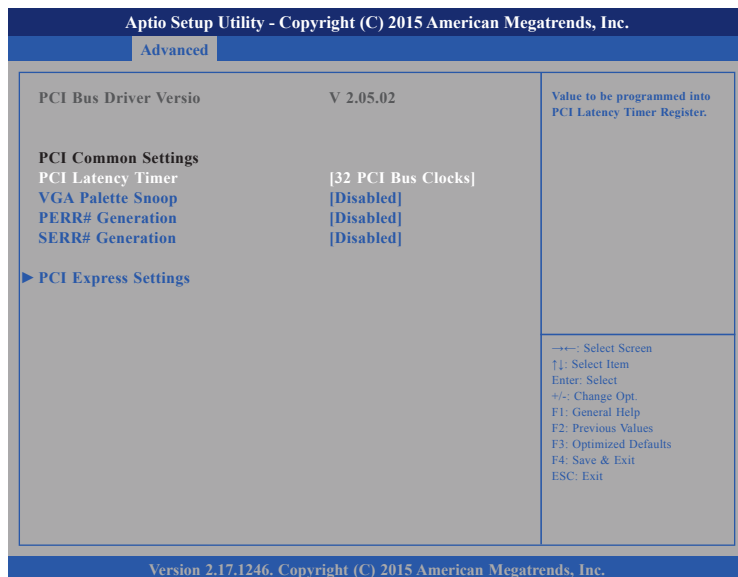 Aptio Setup Utility - Copyright (C) 2015 American Megatrends, Inc.
Advanced
PCI Bus Driver Versio V 2.05.02
PCI Common Settings
PCI Latency Timer [32 PCI Bus Clocks]
VGA Palette Snoop [Disabled]
PERR# Generation [Disabled]
SERR# Generation [Disabled]
► PCI Express Settings
Value to be programmed into
PCI Latency Timer Register.
→←: Select Screen
↑↓: Select Item
Enter: Select
+/-: Change Opt.
F1: General Help
F2: Previous Values
F3: Optimized Defaults
F4: Save & Exit
ESC: Exit
Version 2.17.1246. Copyright (C) 2015 American Megatrends, Inc.